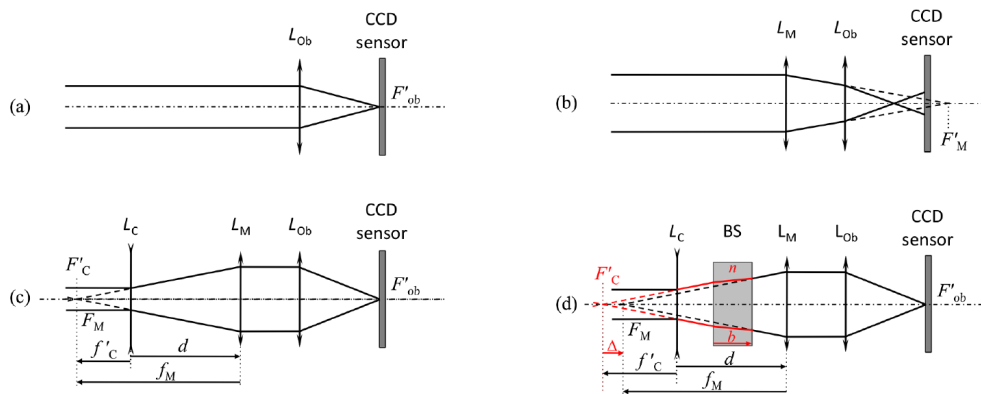 (a)
L_Ob
CCD
sensor
F'_ob
(b)
L_M
L_Ob
CCD
sensor
F'_M
(c)
L_C
L_M
L_Ob
CCD
sensor
F'_C
F_M
F'_ob
f'_C
d
f_M
(d)
L_C
BS
L_M
L_Ob
CCD
sensor
F'_C
n
F_M
b
F'_ob
Δ
f'_C
d
f_M